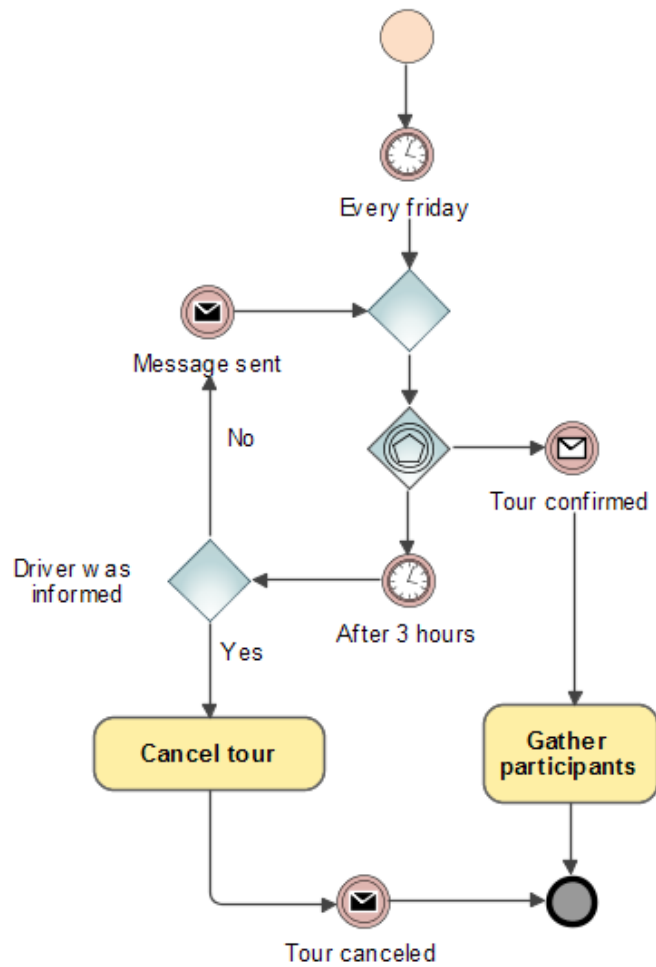 Every friday
Message sent
No
Tour confirmed
Driver was
informed
After 3 hours
Yes
Cancel tour
Gather
participants
Tour canceled